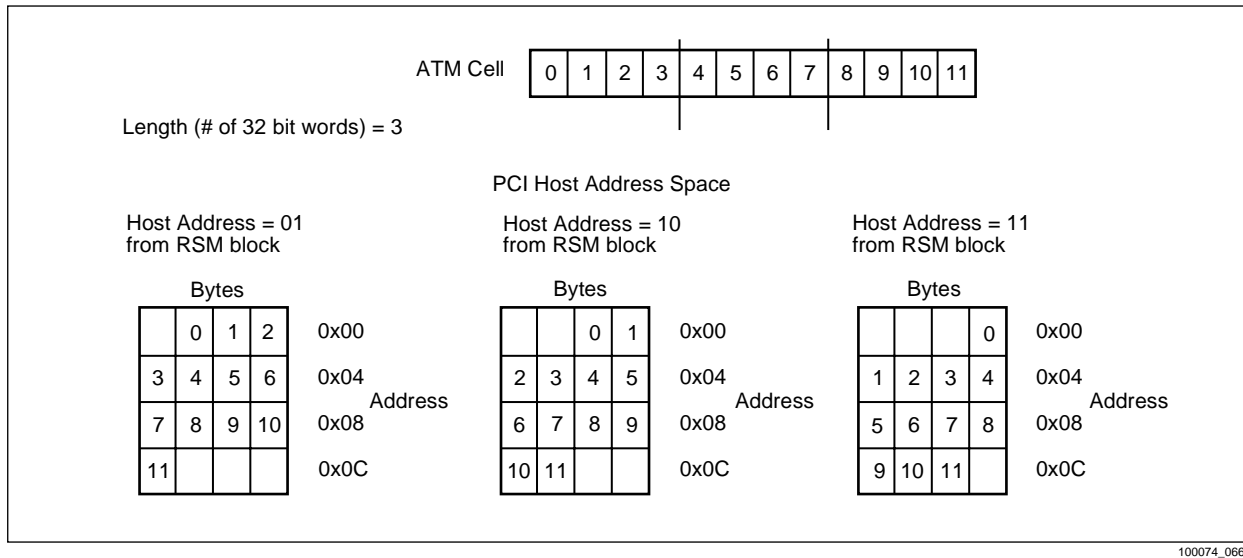 ATM Cell 0 1 2 3 4 5 6 7 8 9 10 11
Length (# of 32 bit words) = 3
PCI Host Address Space
Host Address = 01
from RSM block
Bytes
0 1 2 0x00
3 4 5 6 0x04
Address
7 8 9 10 0x08
11 0x0C
Host Address = 10
from RSM block
Bytes
0 1 0x00
2 3 4 5 0x04
Address
6 7 8 9 0x08
10 11 0x0C
Host Address = 11
from RSM block
Bytes
0 0x00
1 2 3 4 0x04
Address
5 6 7 8 0x08
9 10 11 0x0C
100074_066